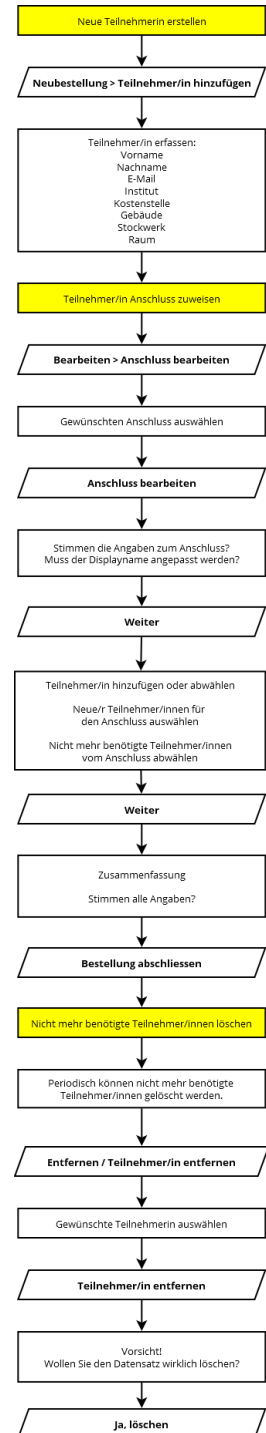 Neue Teilnehmerin erstellen
Neubestellung > Teilnehmer/in hinzufügen
Teilnehmer/in erfassen:
Vorname
Nachname
E-Mail
Institut
Kostenstelle
Gebäude
Stockwerk
Raum
Teilnehmer/in Anschluss zuweisen
Bearbeiten > Anschluss bearbeiten
Gewünschten Anschluss auswählen
Anschluss bearbeiten
Stimmen die Angaben zum Anschluss?
Muss der Displayname angepasst werden?
Weiter
Teilnehmer/in hinzufügen oder abwählen
Neue/r Teilnehmer/innen für
den Anschluss auswählen
Nicht mehr benötigte Teilnehmer/innen
vom Anschluss abwählen
Weiter
Zusammenfassung
Stimmen alle Angaben?
Bestellung abschliessen
Nicht mehr benötigte Teilnehmer/innen löschen
Periodisch können nicht mehr benötigte
Teilnehmer/innen gelöscht werden.
Entfernen / Teilnehmer/in entfernen
Gewünschte Teilnehmerin auswählen
Teilnehmer/in entfernen
Vorsicht!
Wollen Sie den Datensatz wirklich löschen?
Ja, löschen